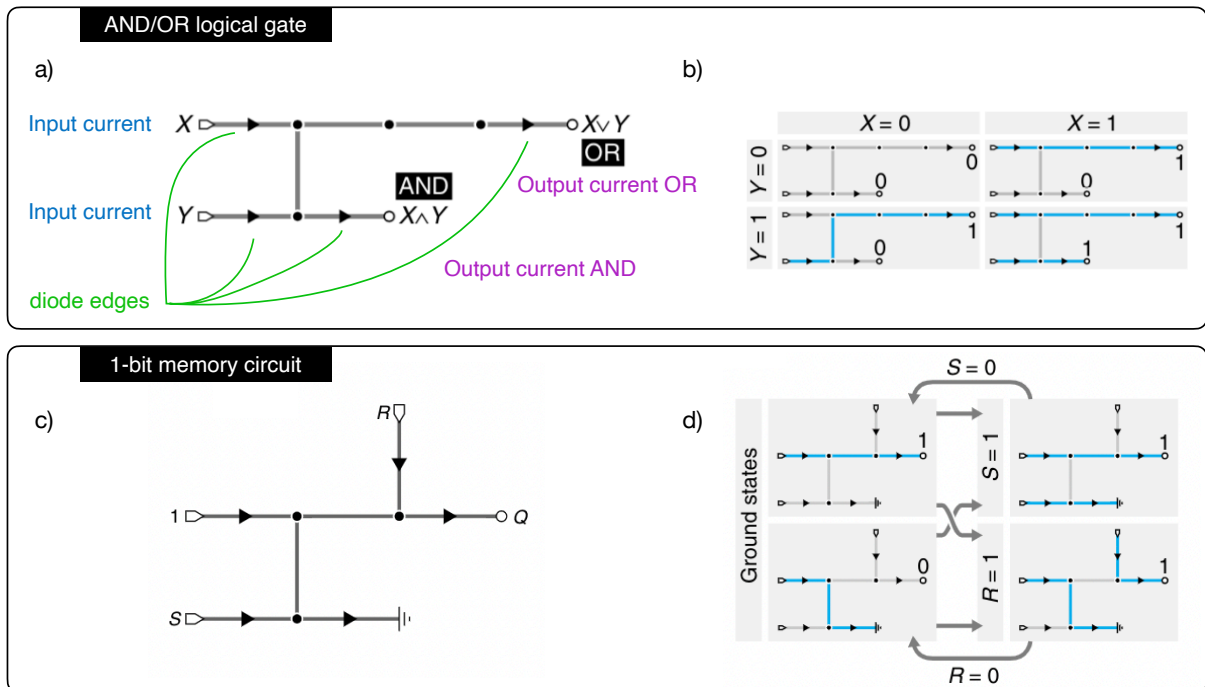 AND/OR logical gate
a)
b)
Input current
X
X∨Y
OR
Output current OR
Input current
Y
AND
X∧Y
Output current AND
diode edges
X = 0
X = 1
Y = 0
0
0
1
0
Y = 1
1
0
1
1
1-bit memory circuit
c)
R
1
Q
S
d)
S = 0
Ground states
1
0
S = 1
R = 1
1
1
R = 0